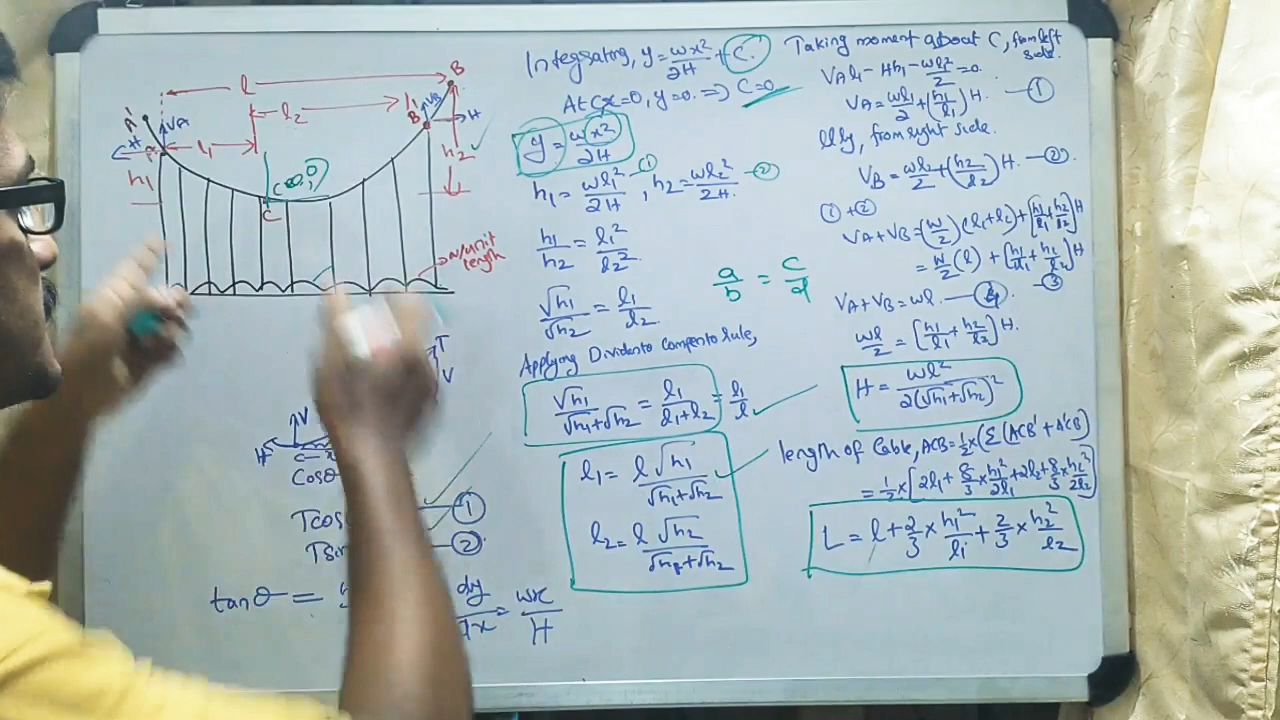 l
B
l₂
A'
VA
H
l₁
h₁
C(0,0)
C
B'
VB
H
h₂
w/unit
length
T
V
V
H
Cosθ
Tcos ①
Tsin ②
tanθ =
dy/dx = wx/H
Integrating, y = wx²/2H + C.
At C, x=0, y=0. => C=0
y = wx²/2H
h₁ = wl₁²/2H -①, h₂ = wl₂²/2H -②
h₁/h₂ = l₁²/l₂²
√h₁/√h₂ = l₁/l₂
a/b = c/d
Applying Dividento Compento rule,
√h₁/√h₁+√h₂ = l₁/l₁+l₂ = l₁/l
l₁ = l √h₁/√h₁+√h₂
l₂ = l √h₂/√h₁+√h₂
Taking moment about C, from left
side.
VA l₁ - Hh₁ - wl₁²/2 = 0.
VA = wl₁/2 + (h₁/l₁) H. -①
llly, from right side.
VB = wl₂/2 + (h₂/l₂) H. -②.
① + ②
VA + VB = (w/2)(l₁+l₂) + [h₁/l₁ + h₂/l₂] H
= w/2 (l) + [h₁/l₁ + h₂/l₂] H -③
VA + VB = wl. -④.
wl/2 = [h₁/l₁ + h₂/l₂] H.
H = wl²/2(√h₁+√h₂)²
length of Cable, ACB = ½ × (Σ(ACB' + A'CB)
= ½ × [2l₁ + 8/3 × h₁²/2l₁ + 2l₂ + 8/3 × h₂²/2l₂]
L = l + 2/3 × h₁²/l₁ + 2/3 × h₂²/l₂